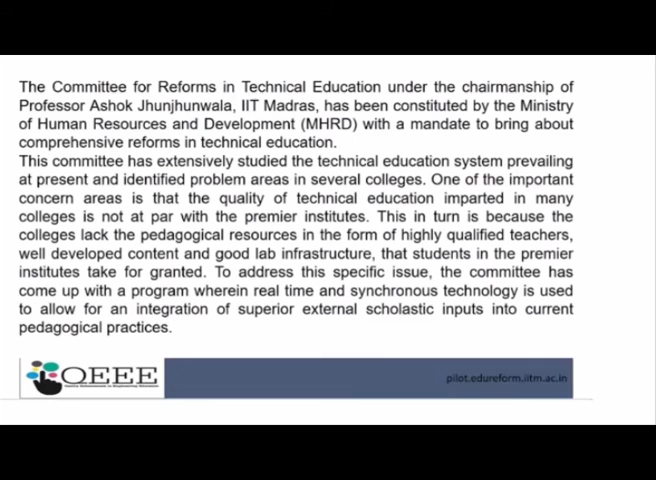 The Committee for Reforms in Technical Education under the chairmanship of
Professor Ashok Jhunjhunwala, IIT Madras, has been constituted by the Ministry
of Human Resources and Development (MHRD) with a mandate to bring about
comprehensive reforms in technical education.
This committee has extensively studied the technical education system prevailing
at present and identified problem areas in several colleges. One of the important
concern areas is that the quality of technical education imparted in many
colleges is not at par with the premier institutes. This in turn is because the
colleges lack the pedagogical resources in the form of highly qualified teachers,
well developed content and good lab infrastructure, that students in the premier
institutes take for granted. To address this specific issue, the committee has
come up with a program wherein real time and synchronous technology is used
to allow for an integration of superior external scholastic inputs into current
pedagogical practices.
QEEE
Quality Enhancement in Engineering Education
pilot.edureform.iitm.ac.in